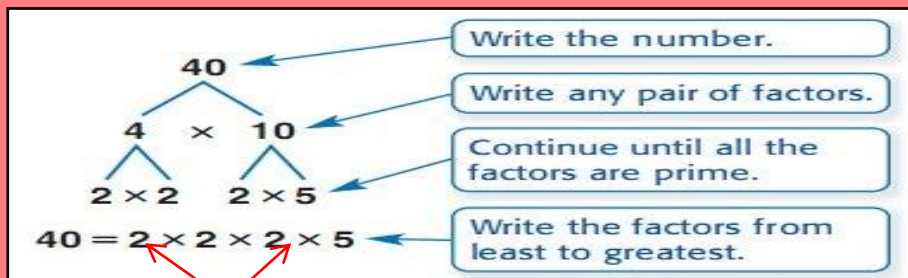 Write the number.
40
Write any pair of factors.
4 × 10
Continue until all the
factors are prime.
2 × 2 2 × 5
40 = 2 × 2 × 2 × 5
Write the factors from
least to greatest.